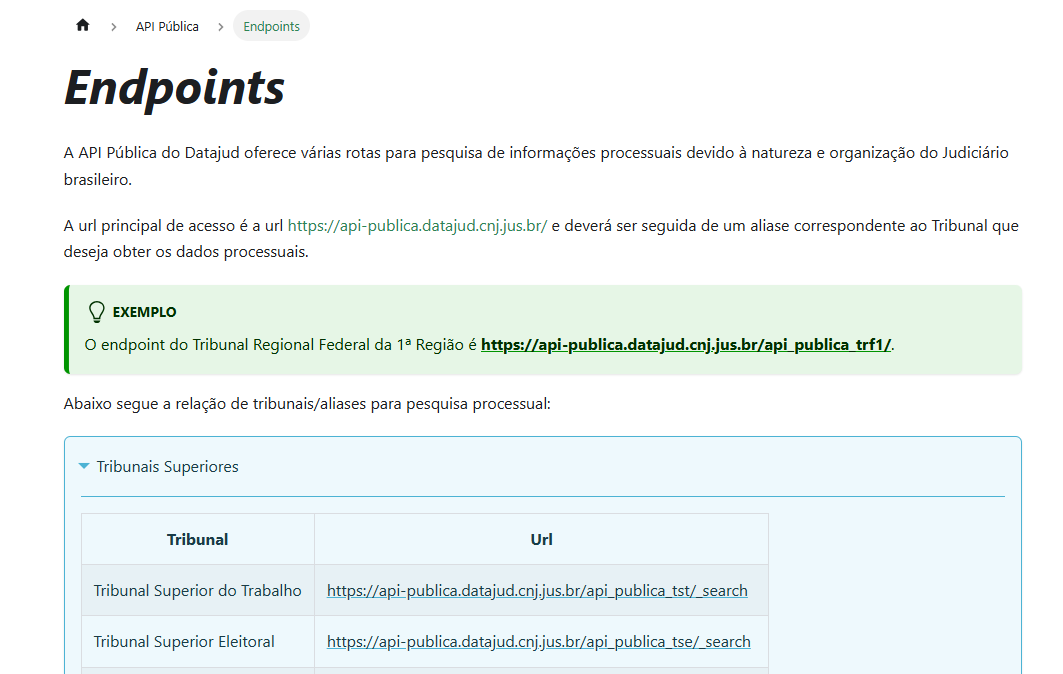 API Pública
Endpoints
Endpoints
A API Pública do Datajud oferece várias rotas para pesquisa de informações processuais devido à natureza e organização do Judiciário
brasileiro.
A url principal de acesso é a url https://api-publica.datajud.cnj.jus.br/ e deverá ser seguida de um aliase correspondente ao Tribunal que
deseja obter os dados processuais.
EXEMPLO
O endpoint do Tribunal Regional Federal da 1ª Região é https://api-publica.datajud.cnj.jus.br/api_publica_trf1/.
Abaixo segue a relação de tribunais/aliases para pesquisa processual:
Tribunais Superiores
Tribunal Url
Tribunal Superior do Trabalho https://api-publica.datajud.cnj.jus.br/api_publica_tst/_search
Tribunal Superior Eleitoral https://api-publica.datajud.cnj.jus.br/api_publica_tse/_search